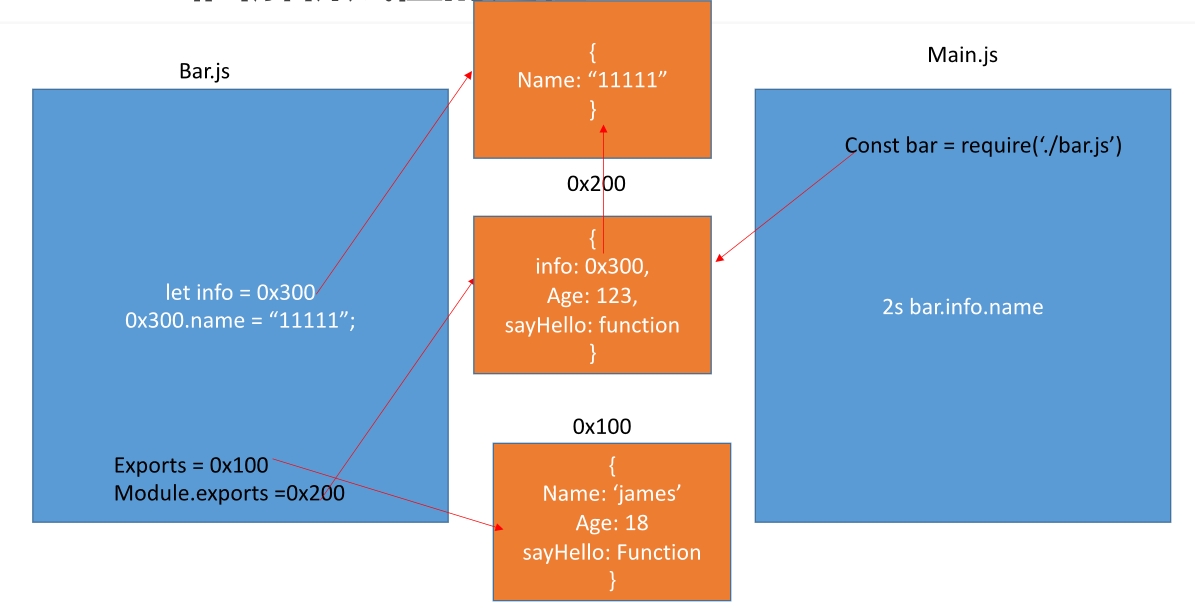 Bar.js
let info = 0x300
0x300.name = “11111”;
Exports = 0x100
Module.exports =0x200
{
Name: “11111”
}
0x200
{
info: 0x300,
Age: 123,
sayHello: function
}
0x100
{
Name: ‘james’
Age: 18
sayHello: Function
}
Main.js
Const bar = require(‘./bar.js’)
2s bar.info.name